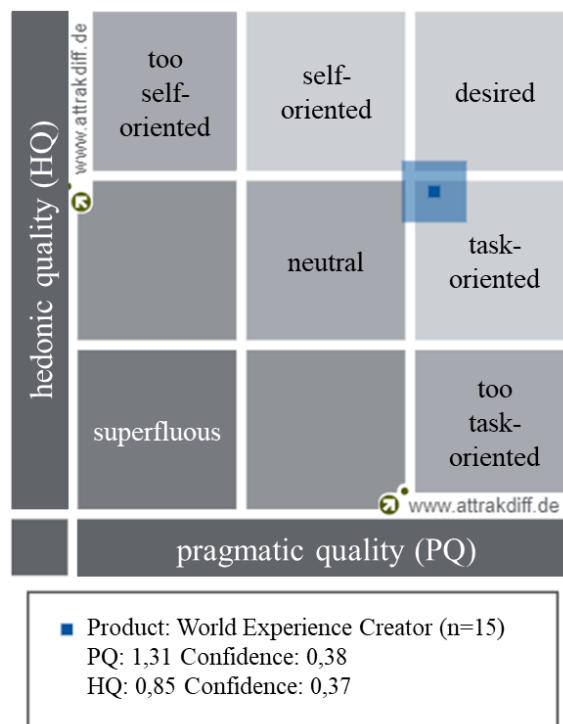 hedonic quality (HQ)
www.attrakdiff.de
too
self-
oriented
self-
oriented
desired
neutral
task-
oriented
superfluous
too
task-
oriented
www.attrakdiff.de
pragmatic quality (PQ)
Product: World Experience Creator (n=15)
PQ: 1,31 Confidence: 0,38
HQ: 0,85 Confidence: 0,37